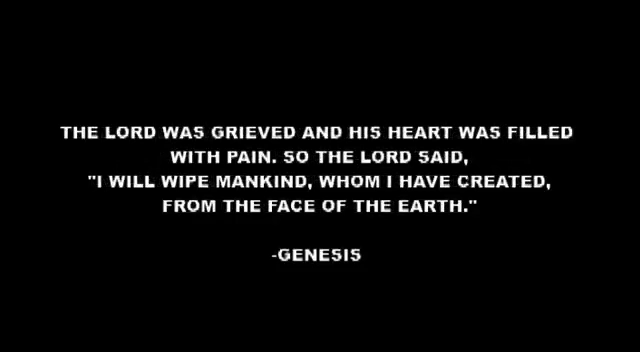 THE LORD WAS GRIEVED AND HIS HEART WAS FILLED
WITH PAIN. SO THE LORD SAID,
"I WILL WIPE MANKIND, WHOM I HAVE CREATED,
FROM THE FACE OF THE EARTH."
-GENESIS